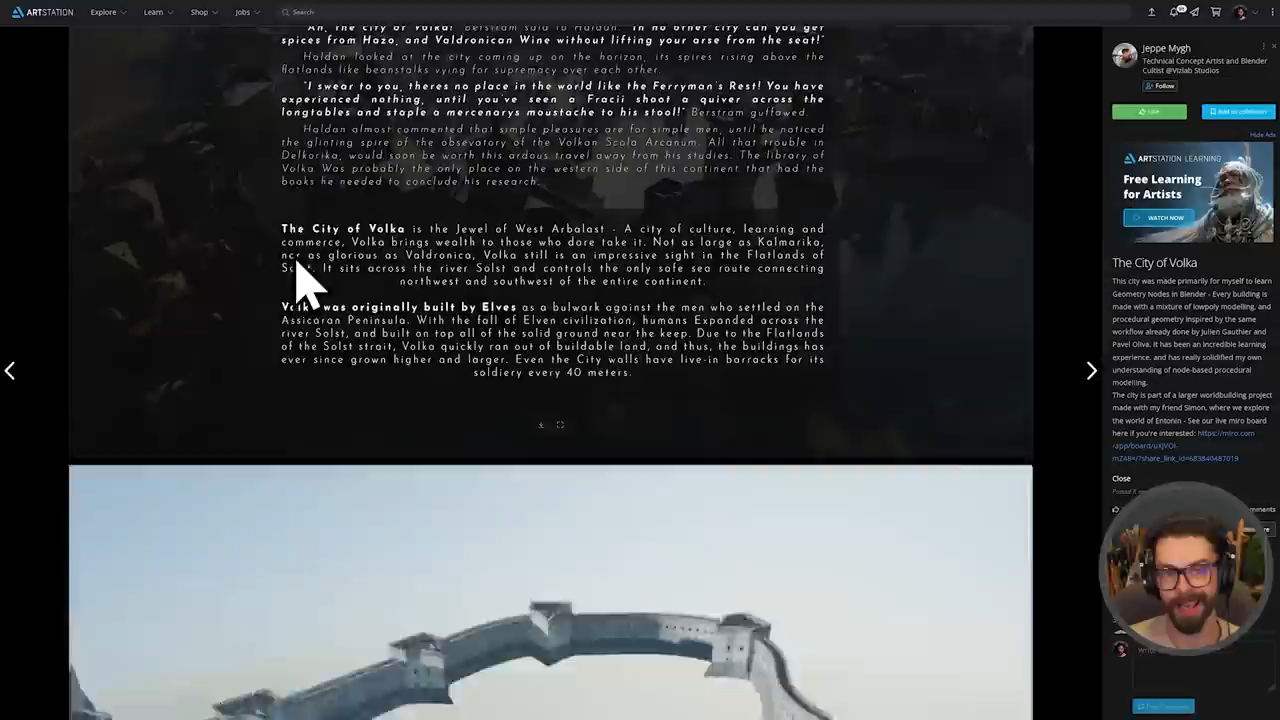 ARTSTATION
Explore
Learn
Shop
Jobs
Search
"Ah, the city of Volka!" Berstram said to Haldan. "In no other city can you get
spices from Hazo, and Valdronican Wine without lifting your arse from the seat!"
Haldan looked at the city coming up on the horizon, its spires rising above the
flatlands like beanstalks vying for supremacy over each other.
"I swear to you, theres no place in the world like the Ferryman's Rest! You have
experienced nothing, until you've seen a Fracii shoot a quiver across the
longtables and staple a mercenarys moustache to his stool!" Berstram guffawed.
Haldan almost commented that simple pleasures are for simple men, until he noticed
the glinting spire of the obsevatory of the Volkan Scola Arcanum. All that trouble in
Delkorika, would soon be worth this ardous travel away from his studies. The library of
Volka Was probably the only place on the western side of this continent that had the
books he needed to conclude his research.
The City of Volka is the Jewel of West Arbalast - A city of culture, learning and
commerce, Volka brings wealth to those who dare take it. Not as large as Kalmarika,
nor as glorious as Valdronica, Volka still is an impressive sight in the Flatlands of
It sits across the river Solst and controls the only safe sea route connecting
northwest and southwest of the entire continent.
was originally built by Elves as a bulwark against the men who settled on the
Assicaran Peninsula. With the fall of Elven civilization, humans Expanded across the
river Solst, and built on top all of the solid ground near the keep. Due to the Flatlands
of the Solst strait, Volka quickly ran out of buildable land, and thus, the buildings has
ever since grown higher and larger. Even the City walls have live-in barracks for its
soldiery every 40 meters.
Jeppe Mygh
Technical Concept Artist and Blender
Cultist @Vizlab Studios
Follow
Like
Add to collection
Hide Ads
ARTSTATION LEARNING
Free Learning
for Artists
WATCH NOW
The City of Volka
This city was made primarily for myself to learn
Geometry Nodes in Blender - Every building is
made with a mixture of lowpoly modelling, and
procedural geometry inspired by the same
workflow already done by Julien Gauthier and
Pavel Oliva. It has been an incredible learning
experience, and has really solidified my own
understanding of node-based procedural
modelling.
The city is part of a larger worldbuilding project
made with my friend Simon, where we explore
the world of Entonin - See our live miro board
here if you're interested: https://miro.com
/app/board/uXjVOI-
mZ48=/?share_link_id=683840487019
Close
Posted